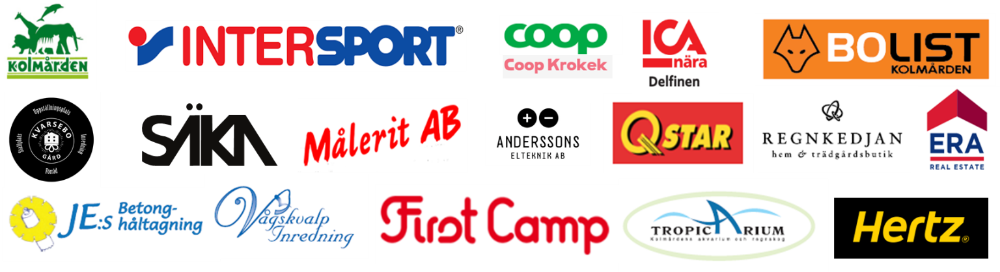 KOLMÅRDEN
INTERSPORT®
coop
Coop Krokek
ICA
nära
Delfinen
BOLIST
KOLMÅRDEN
Uppställningsplats
Stallplats
KVARSEBO
GÅRD
Inredning
Förråd
SÄKA
Målerit AB
+ −
ANDERSSONS
ELTEKNIK AB
QSTAR
REGNKEDJAN
hem & trädgårdsbutik
ERA
REAL ESTATE
JE:s Betong-
håltagning
Vågskvalp
Inredning
First Camp
TROPICARIUM
Kolmårdens akvarium och regnskog
Hertz®